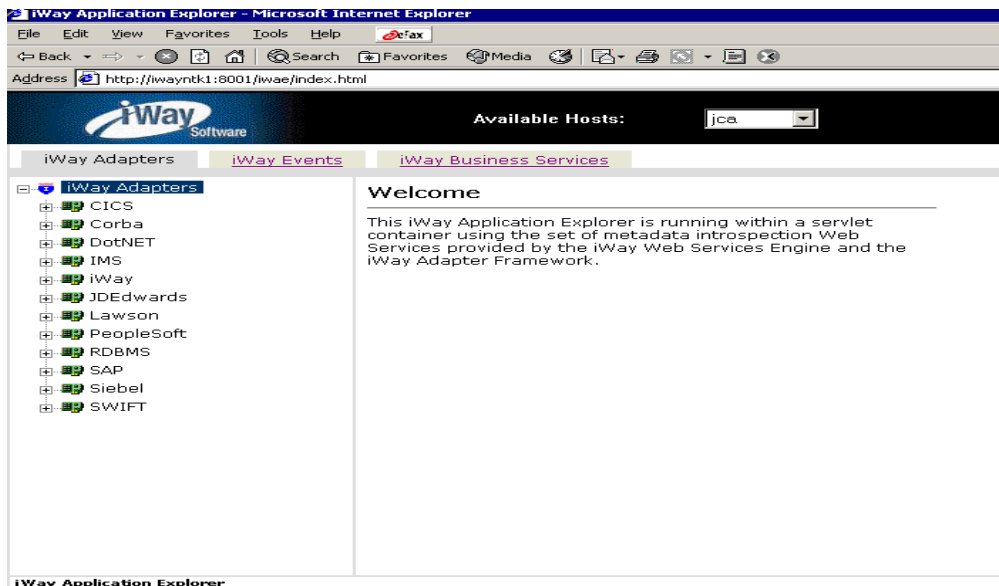 iWay Application Explorer - Microsoft Internet Explorer
File Edit View Favorites Tools Help eFax
Back Search Favorites Media
Address http://iwayntk1:8001/iwae/index.html
iWay Software Available Hosts: jca
iWay Adapters iWay Events iWay Business Services
iWay Adapters
CICS
Corba
DotNET
IMS
iWay
JDEdwards
Lawson
PeopleSoft
RDBMS
SAP
Siebel
SWIFT
Welcome
This iWay Application Explorer is running within a servlet
container using the set of metadata introspection Web
Services provided by the iWay Web Services Engine and the
iWay Adapter Framework.
iWay Application Explorer